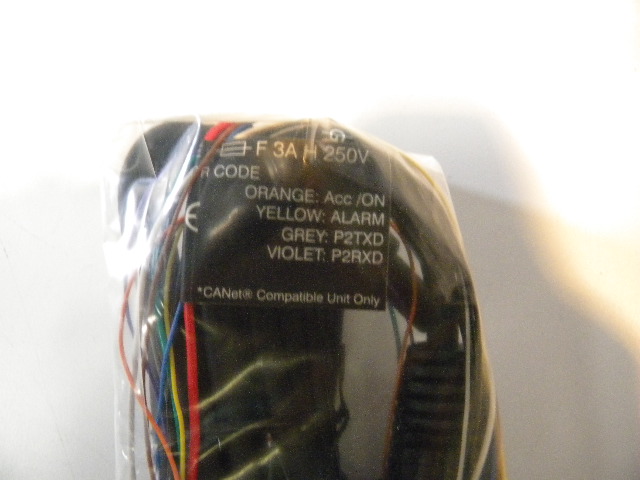 F 3A H 250V
R CODE
ORANGE: Acc /ON
YELLOW: ALARM
GREY: P2TXD
VIOLET: P2RXD
*CANet® Compatible Unit Only